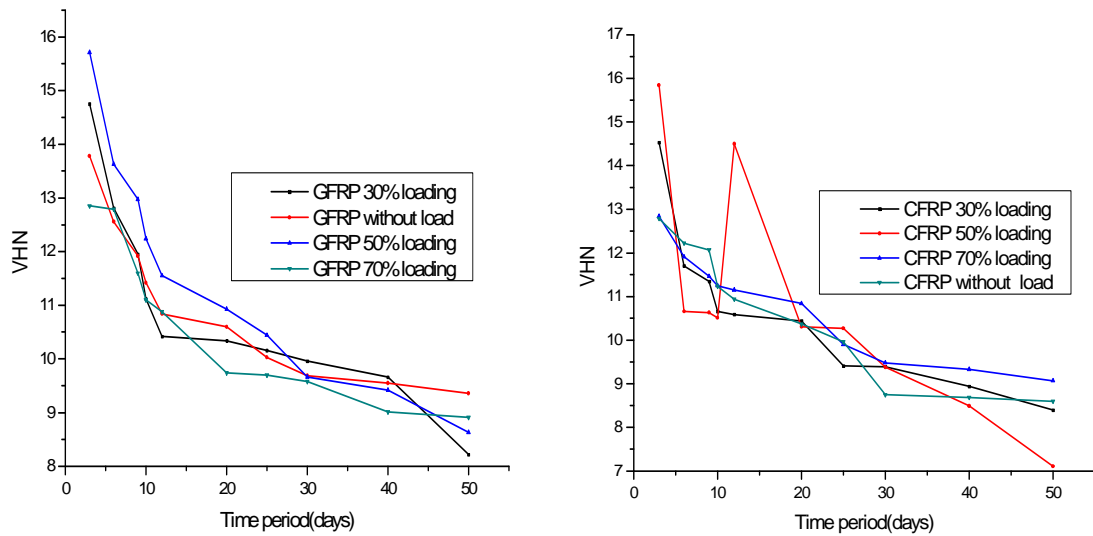 16
15
14
13
12
11
10
9
8
VHN
0
10
20
30
40
50
Time period(days)
GFRP 30% loading
GFRP without load
GFRP 50% loading
GFRP 70% loading
17
16
15
14
13
12
11
10
9
8
7
VHN
0
10
20
30
40
50
Time period(days)
CFRP 30% loading
CFRP 50% loading
CFRP 70% loading
CFRP without load